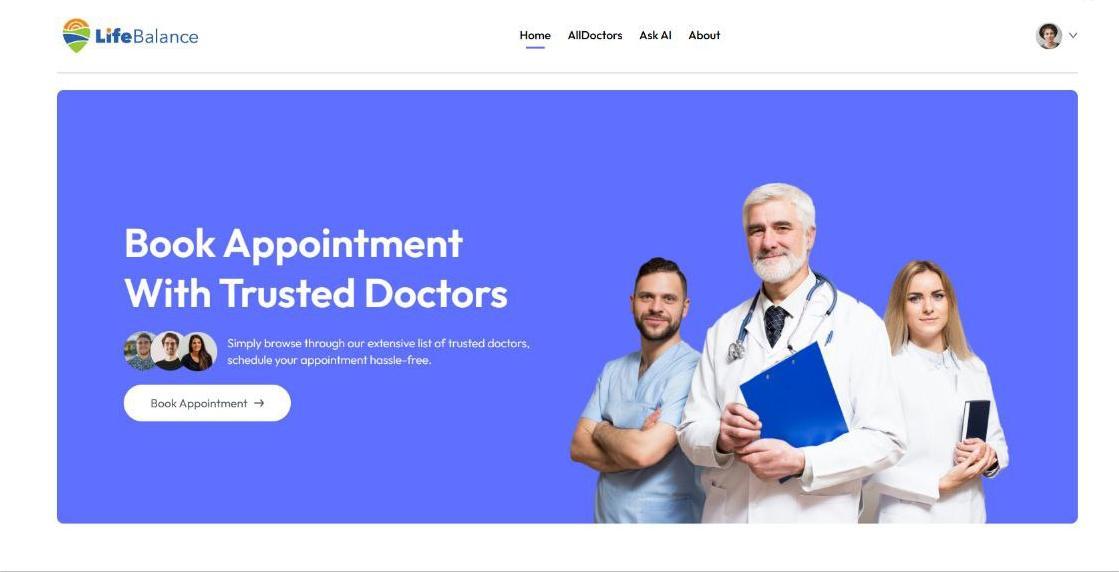 LifeBalance
Home AllDoctors Ask AI About
Book Appointment
With Trusted Doctors
Simply browse through our extensive list of trusted doctors,
schedule your appointment hassle-free.
Book Appointment →